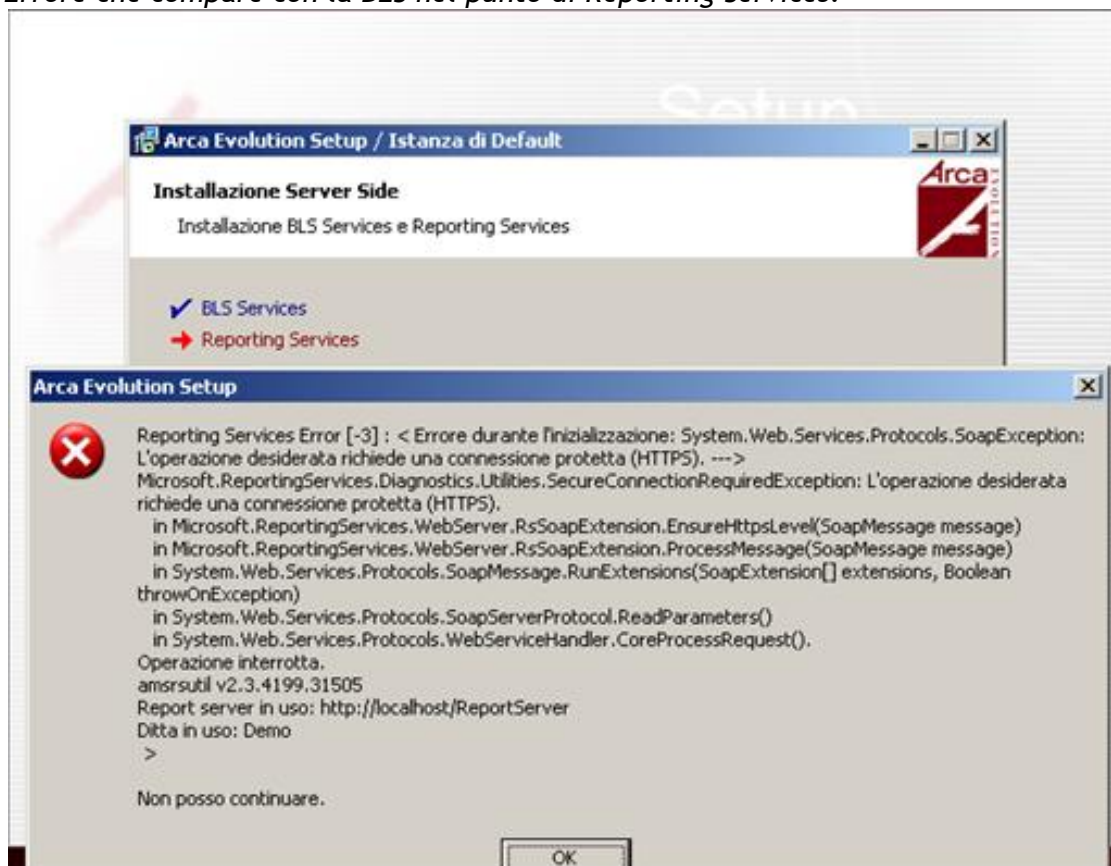 Errore che compare con la BLS nel punto di Reporting Services:
Setup
Arca Evolution Setup / Istanza di Default
Installazione Server Side
Installazione BLS Services e Reporting Services
Arca
EVOLUTION
BLS Services
Reporting Services
Arca Evolution Setup
Reporting Services Error [-3] : < Errore durante l'inizializzazione: System.Web.Services.Protocols.SoapException:
L'operazione desiderata richiede una connessione protetta (HTTPS). --->
Microsoft.ReportingServices.Diagnostics.Utilities.SecureConnectionRequiredException: L'operazione desiderata
richiede una connessione protetta (HTTPS).
in Microsoft.ReportingServices.WebServer.RsSoapExtension.EnsureHttpsLevel(SoapMessage message)
in Microsoft.ReportingServices.WebServer.RsSoapExtension.ProcessMessage(SoapMessage message)
in System.Web.Services.Protocols.SoapMessage.RunExtensions(SoapExtension[] extensions, Boolean
throwOnException)
in System.Web.Services.Protocols.SoapServerProtocol.ReadParameters()
in System.Web.Services.Protocols.WebServiceHandler.CoreProcessRequest().
Operazione interrotta.
amsrsutil v2.3.4199.31505
Report server in uso: http://localhost/ReportServer
Ditta in uso: Demo
>
Non posso continuare.
OK